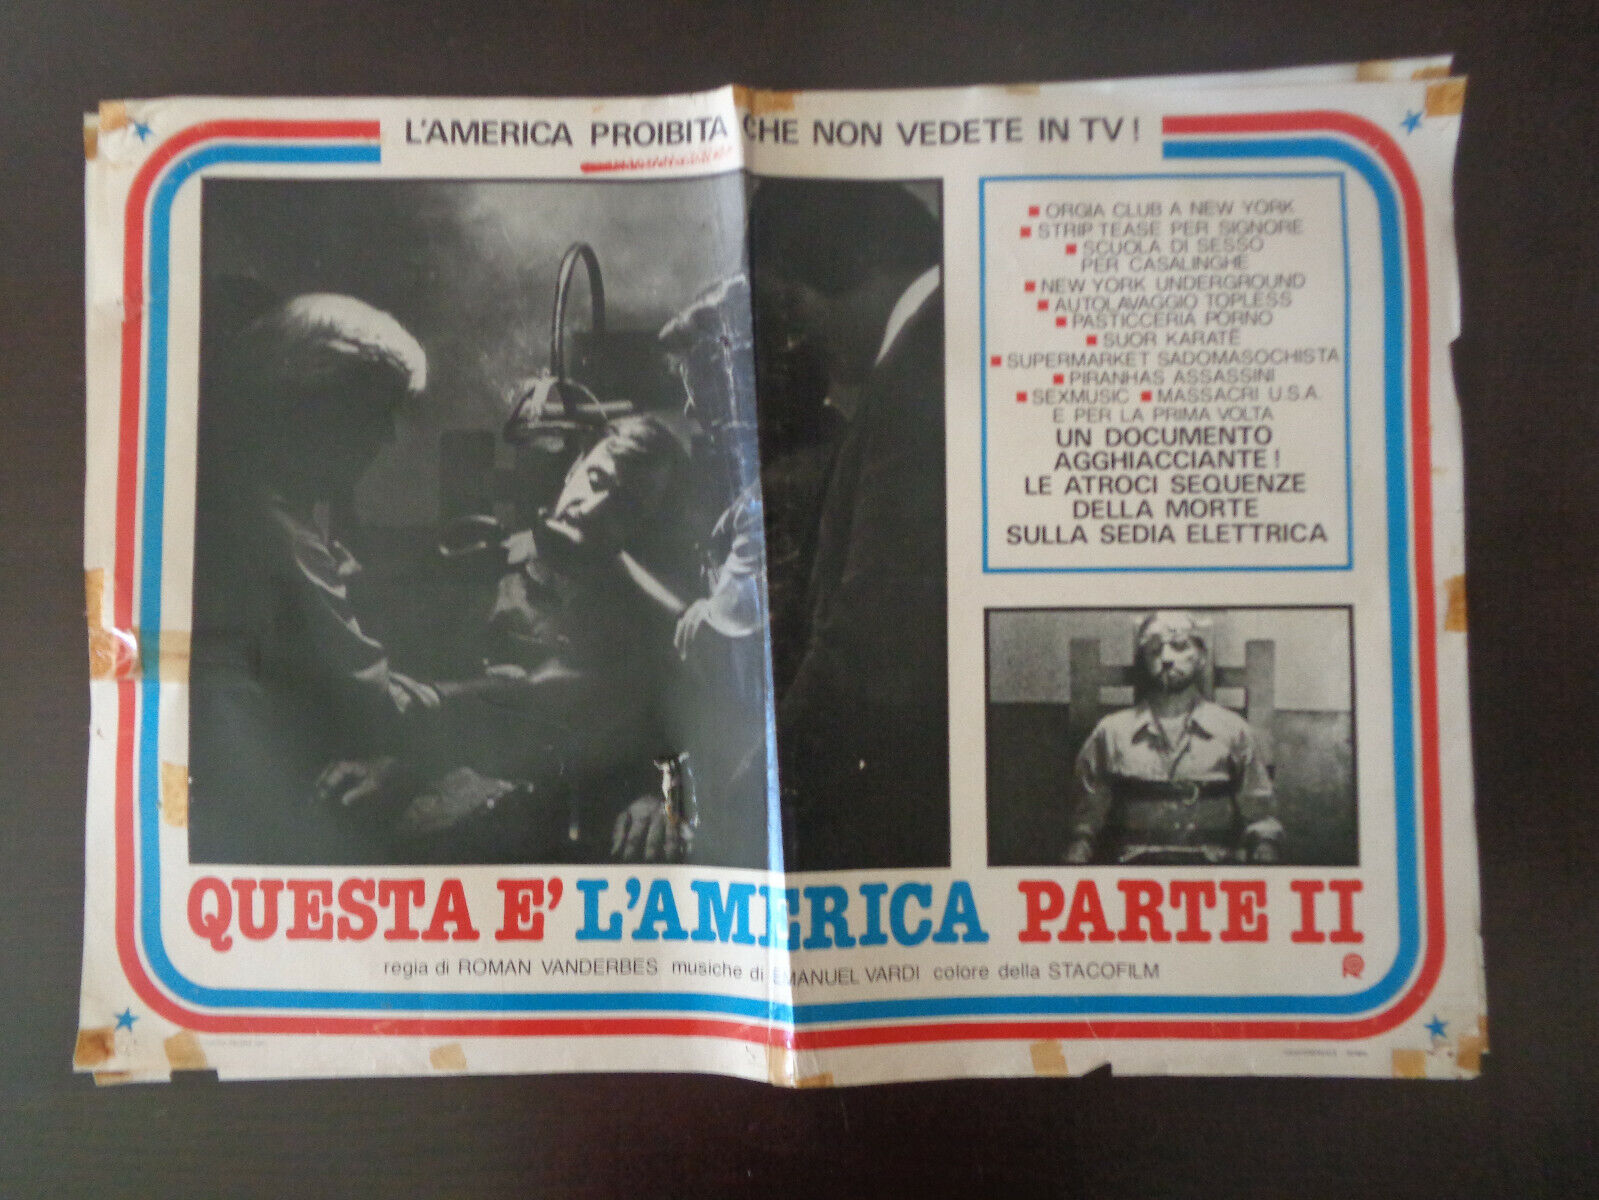 L'AMERICA PROIBITA CHE NON VEDETE IN TV!
■ ORGIA CLUB A NEW YORK
■ STRIP TEASE PER SIGNORE
■ SCUOLA DI SESSO
PER CASALINGHE
■ NEW YORK UNDERGROUND
■ AUTOLAVAGGIO TOPLESS
■ PASTICCERIA PORNO
■ SUOR KARATÈ
■ SUPERMARKET SADOMASOCHISTA
■ PIRANHAS ASSASSINI
■ SEXMUSIC ■ MASSACRI U.S.A.
E PER LA PRIMA VOLTA
UN DOCUMENTO
AGGHIACCIANTE!
LE ATROCI SEQUENZE
DELLA MORTE
SULLA SEDIA ELETTRICA
QUESTA E' L'AMERICA PARTE II
regia di ROMAN VANDERBES musiche di EMANUEL VARDI colore della STACOFILM